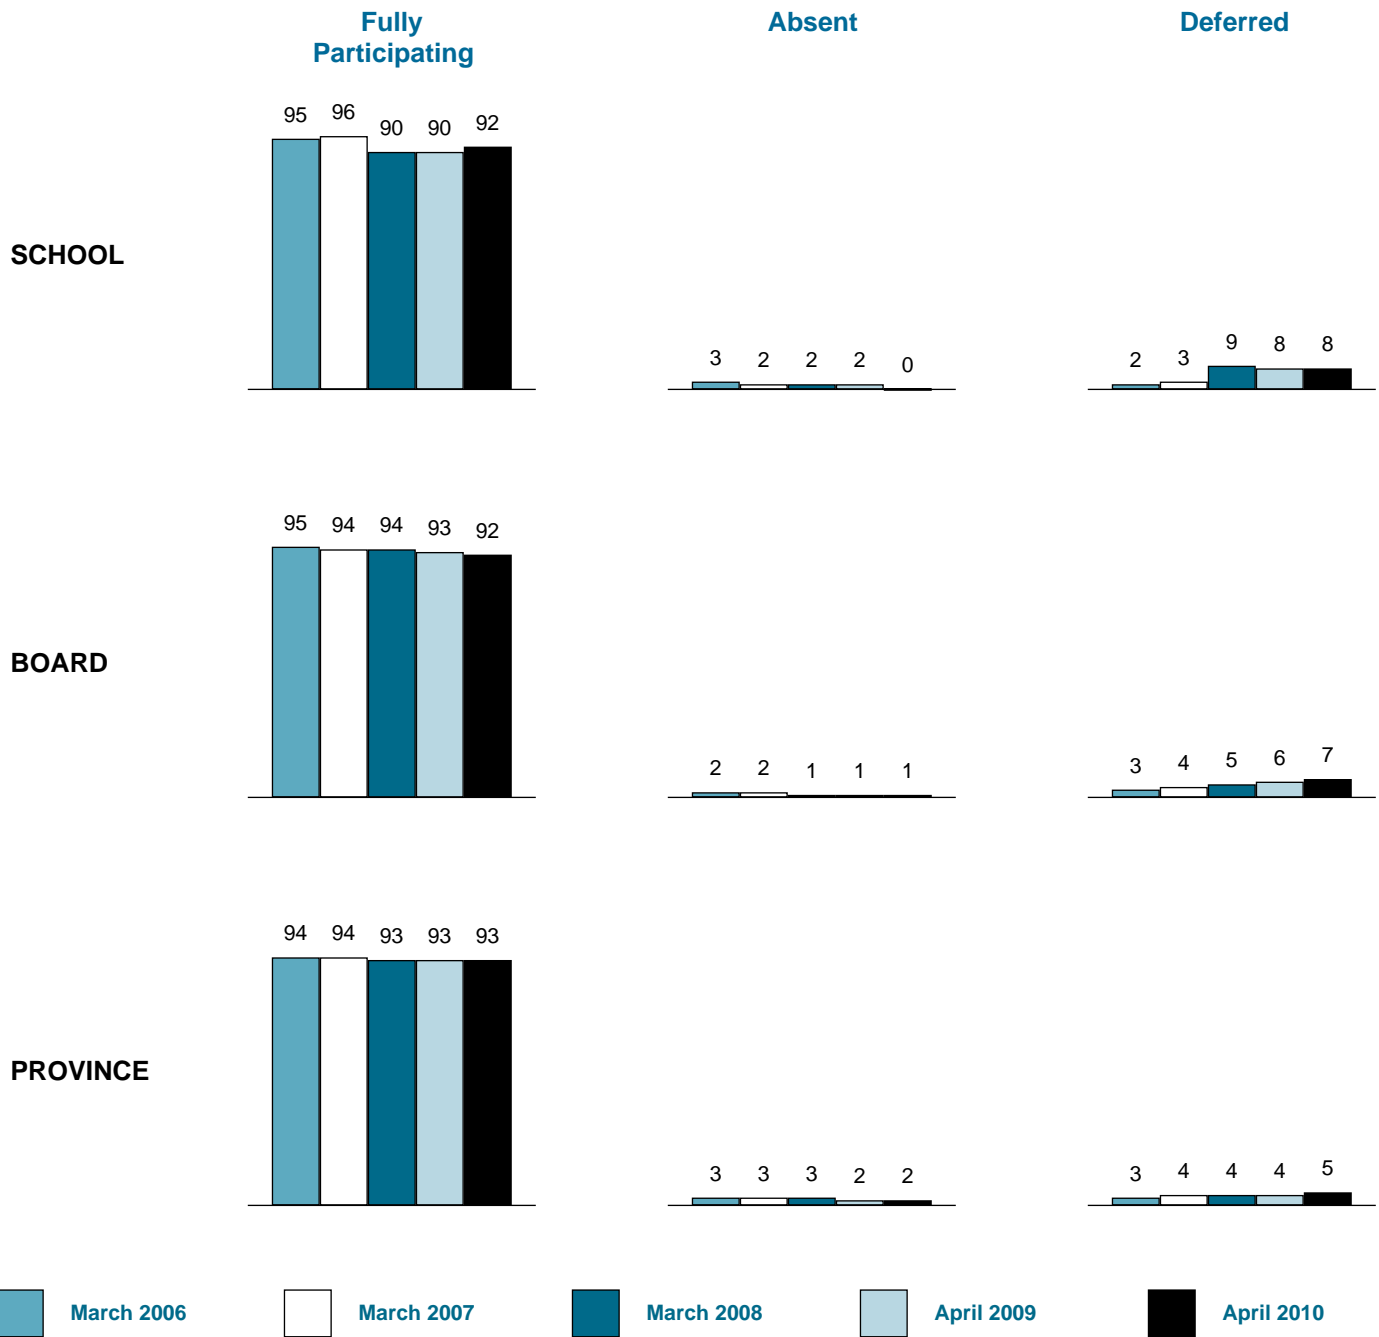 Fully
Participating
Absent
Deferred
95 96 90 90 92
3 2 2 2 0
2 3 9 8 8
SCHOOL
95 94 94 93 92
2 2 1 1 1
3 4 5 6 7
BOARD
94 94 93 93 93
3 3 3 2 2
3 4 4 4 5
PROVINCE
March 2006
March 2007
March 2008
April 2009
April 2010